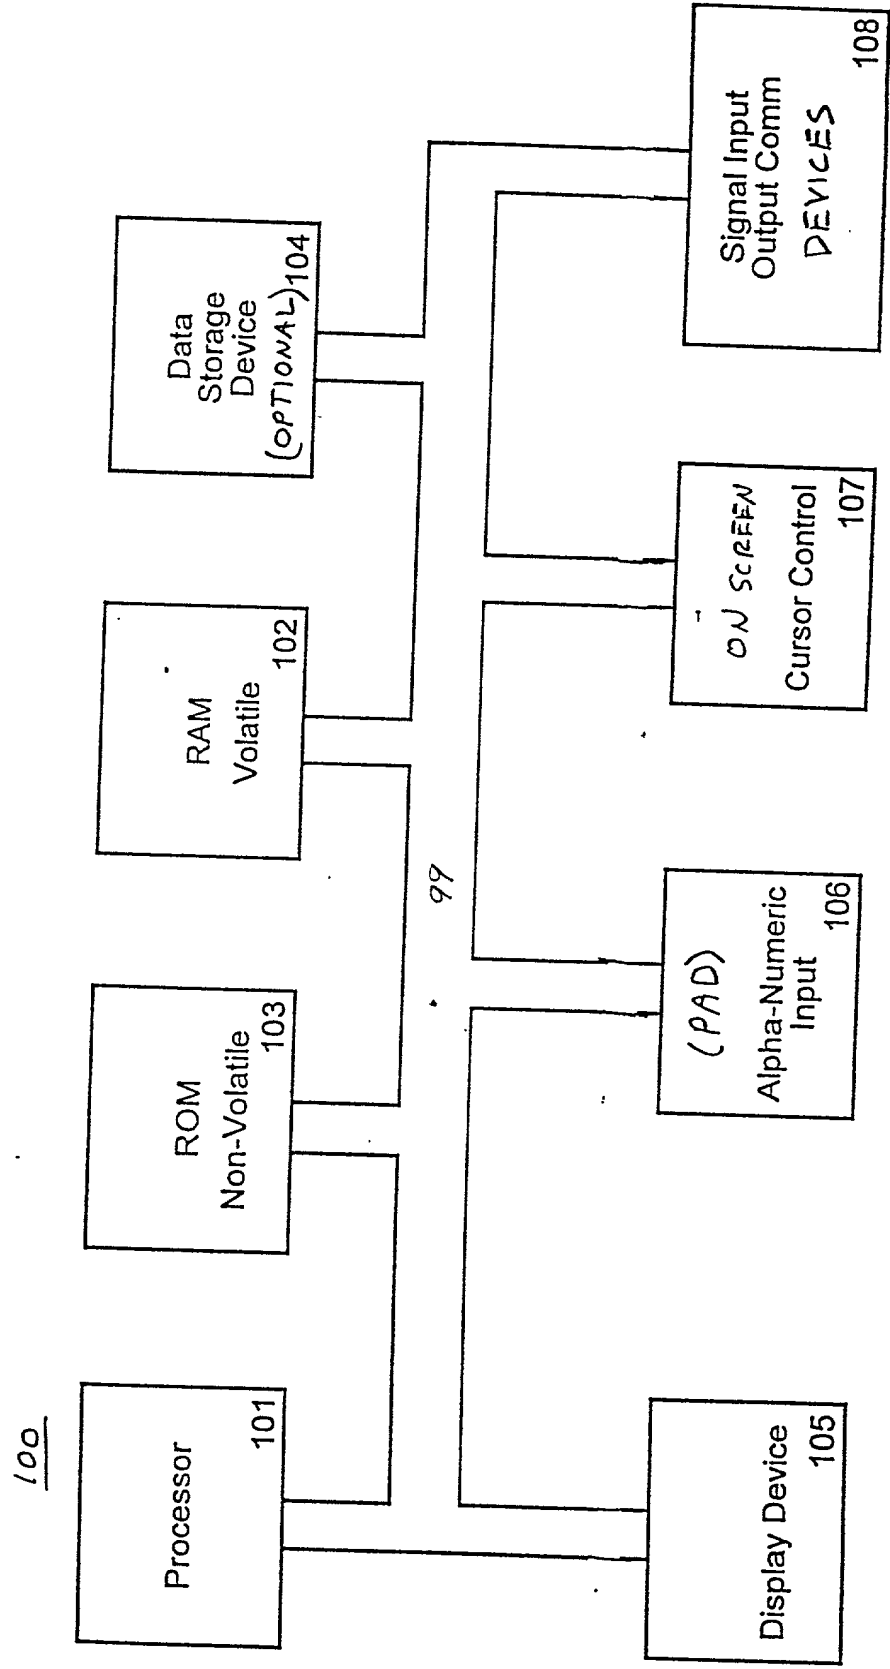 100
Processor
101
ROM
Non-Volatile
103
RAM
Volatile
102
Data
Storage
Device
(OPTIONAL)
104
99
Display Device
105
(PAD)
Alpha-Numeric
Input
106
ON SCREEN
Cursor Control
107
Signal Input
Output Comm
DEVICES
108